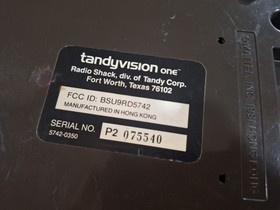 tandyvision one™
Radio Shack, div. of Tandy Corp.
Fort Worth, Texas 76102
FCC ID: BSU9RD5742
MANUFACTURED IN HONG KONG
SERIAL NO. P2 075540
5742-0350